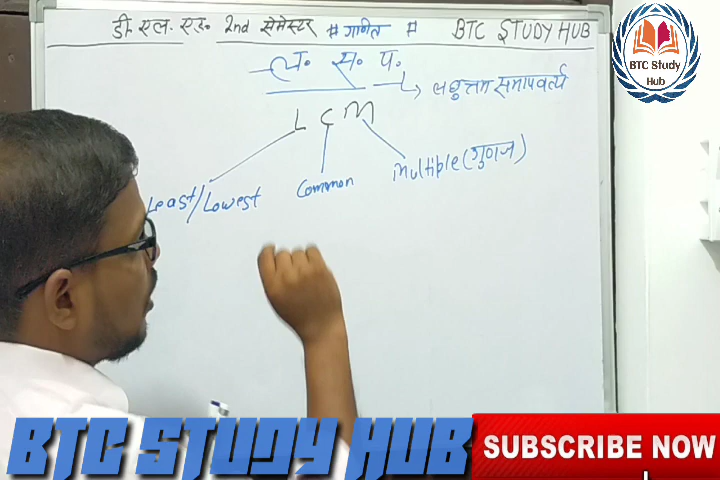 डी॰ एल॰ एड॰ 2nd सेमेस्टर # गणित # BTC STUDY HUB
BTC Study
Hub
ल॰ स॰ प॰
लघुत्तम समापवर्त्य
LCM
Least/Lowest Common Multiple (गुणज)
BTC STUDY HUB SUBSCRIBE NOW